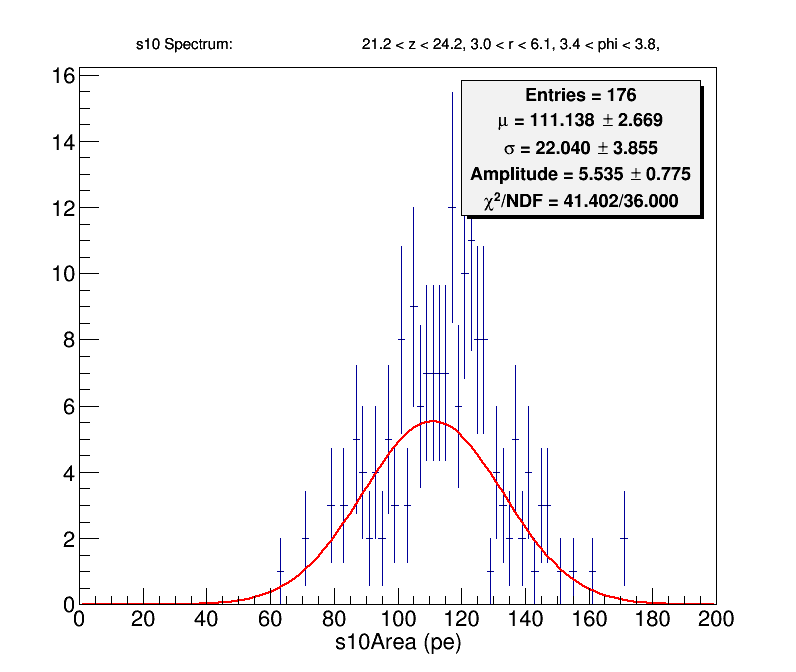 s10 Spectrum: 21.2 < z < 24.2, 3.0 < r < 6.1, 3.4 < phi < 3.8,
Entries = 176
μ = 111.138 ± 2.669
σ = 22.040 ± 3.855
Amplitude = 5.535 ± 0.775
χ²/NDF = 41.402/36.000
16
14
12
10
8
6
4
2
0
0 20 40 60 80 100 120 140 160 180 200
s10Area (pe)